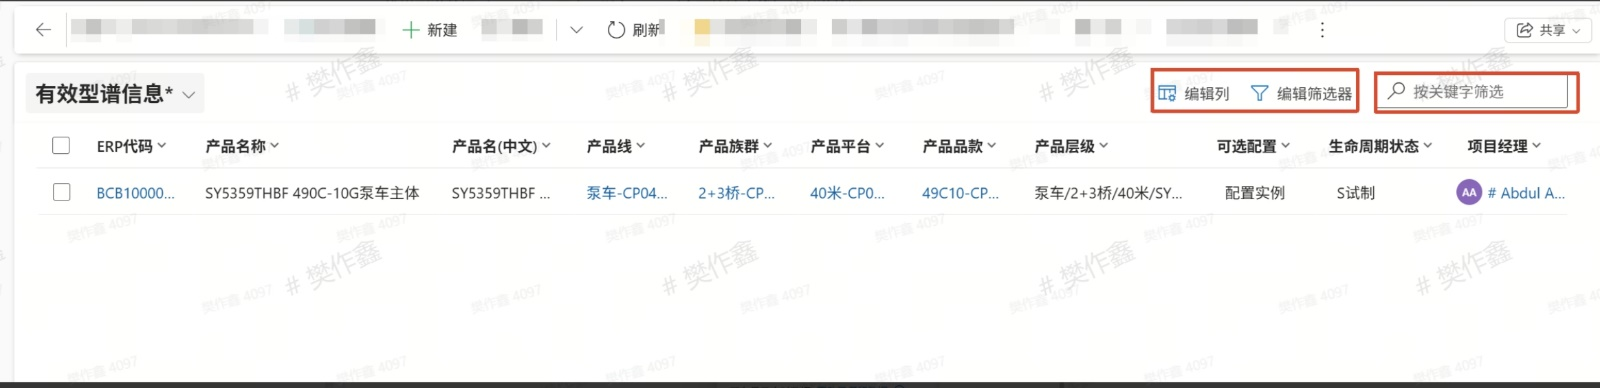 新建 刷新 共享
有效型谱信息* 编辑列 编辑筛选器 按关键字筛选
ERP代码 产品名称 产品名(中文) 产品线 产品族群 产品平台 产品品款 产品层级 可选配置 生命周期状态 项目经理
BCB10000... SY5359THBF 490C-10G泵车主体 SY5359THBF ... 泵车-CP04... 2+3桥-CP... 40米-CP0... 49C10-CP... 泵车/2+3桥/40米/SY... 配置实例 S试制 AA # Abdul A...
# 樊作鑫 樊作鑫 4097